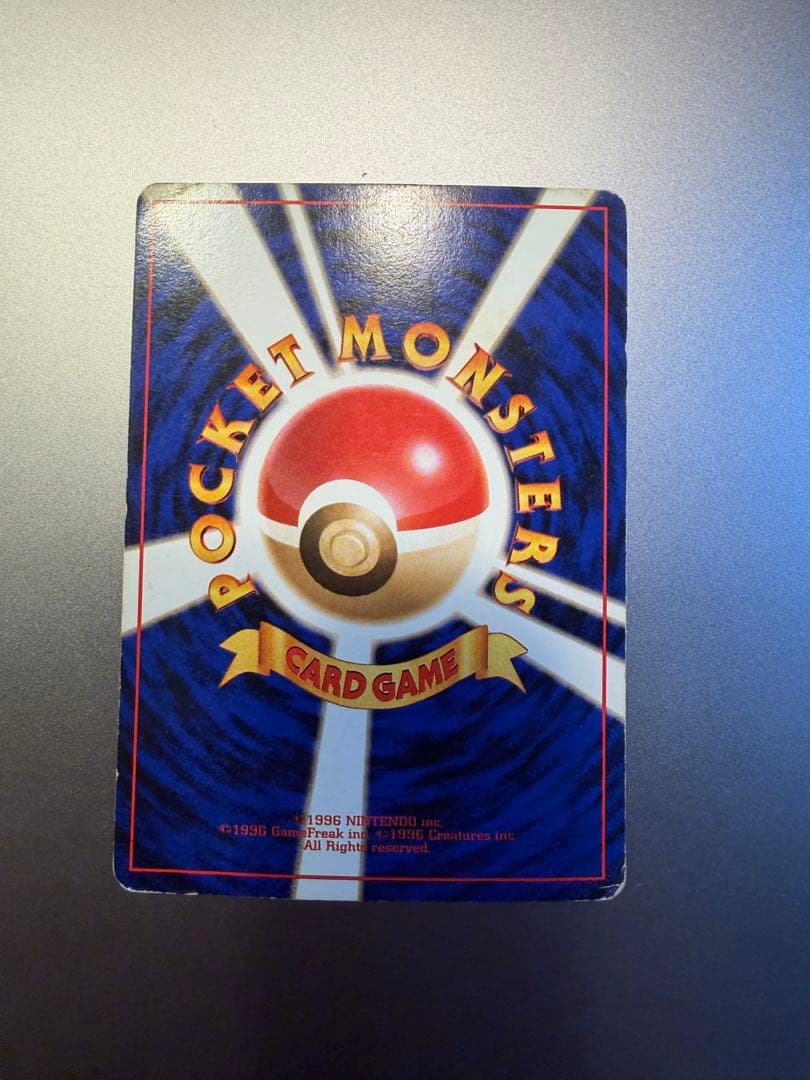 POCKET MONSTERS
CARD GAME
©1996 NINTENDO inc.
©1996 GameFreak inc. ©1996 Creatures inc.
All Rights reserved.